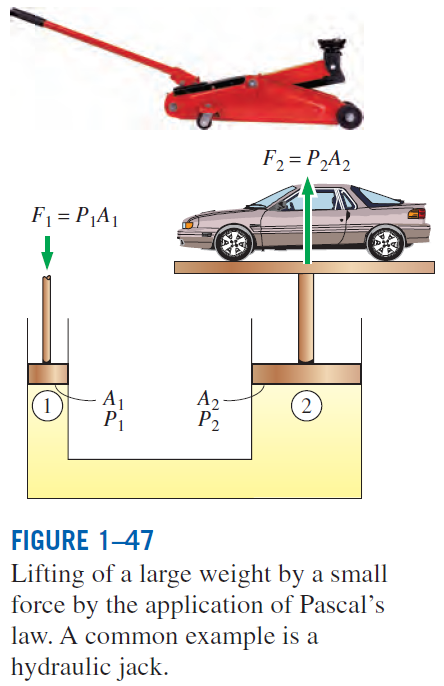 F₂ = P₂A₂
F₁ = P₁A₁
A₁
P₁
A₂
P₂
1
2
FIGURE 1–47
Lifting of a large weight by a small
force by the application of Pascal’s
law. A common example is a
hydraulic jack.